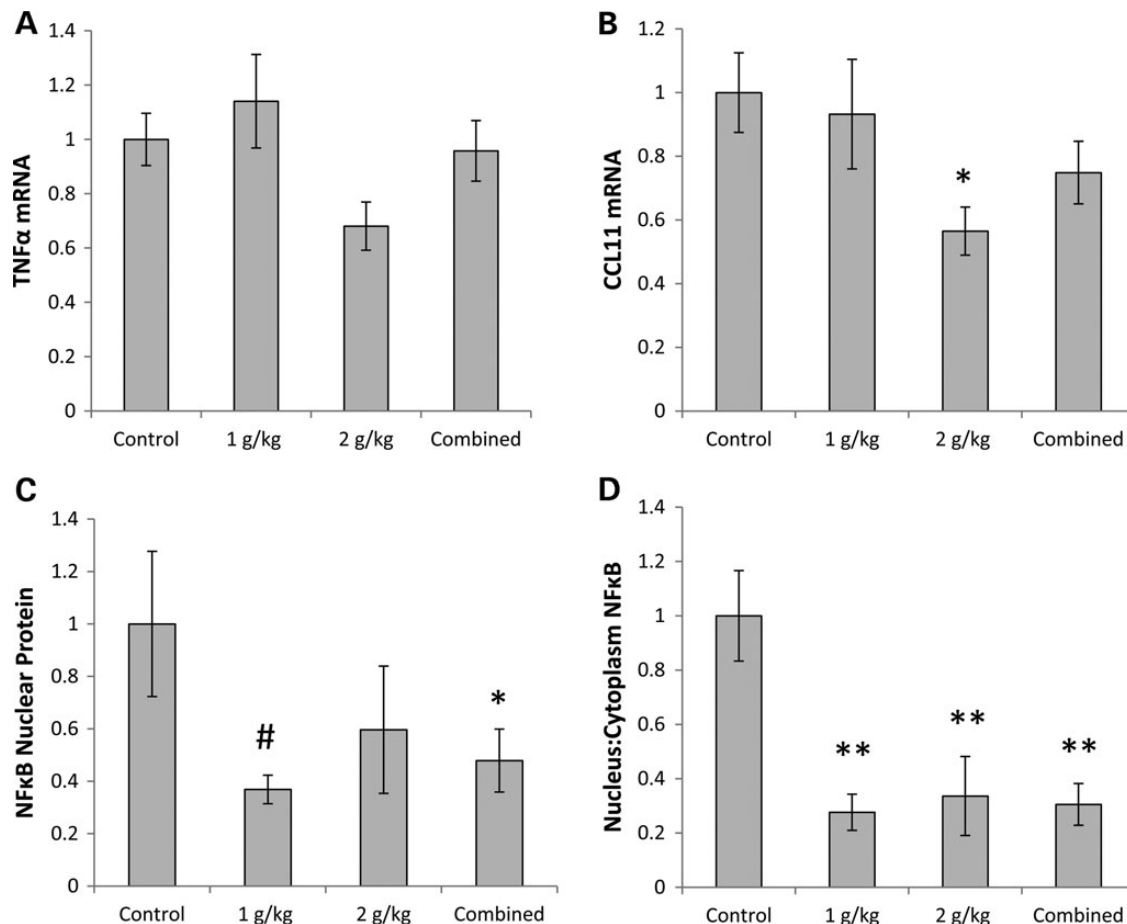 A
TNFα mRNA
1.4
1.2
1
0.8
0.6
0.4
0.2
0
Control 1 g/kg 2 g/kg Combined
B
CCL11 mRNA
1.2
1
0.8
0.6
0.4
0.2
0
*
Control 1 g/kg 2 g/kg Combined
C
NFκB Nuclear Protein
1.4
1.2
1
0.8
0.6
0.4
0.2
0
# *
Control 1 g/kg 2 g/kg Combined
D
Nucleus:Cytoplasm NFκB
1.4
1.2
1
0.8
0.6
0.4
0.2
0
** ** **
Control 1 g/kg 2 g/kg Combined